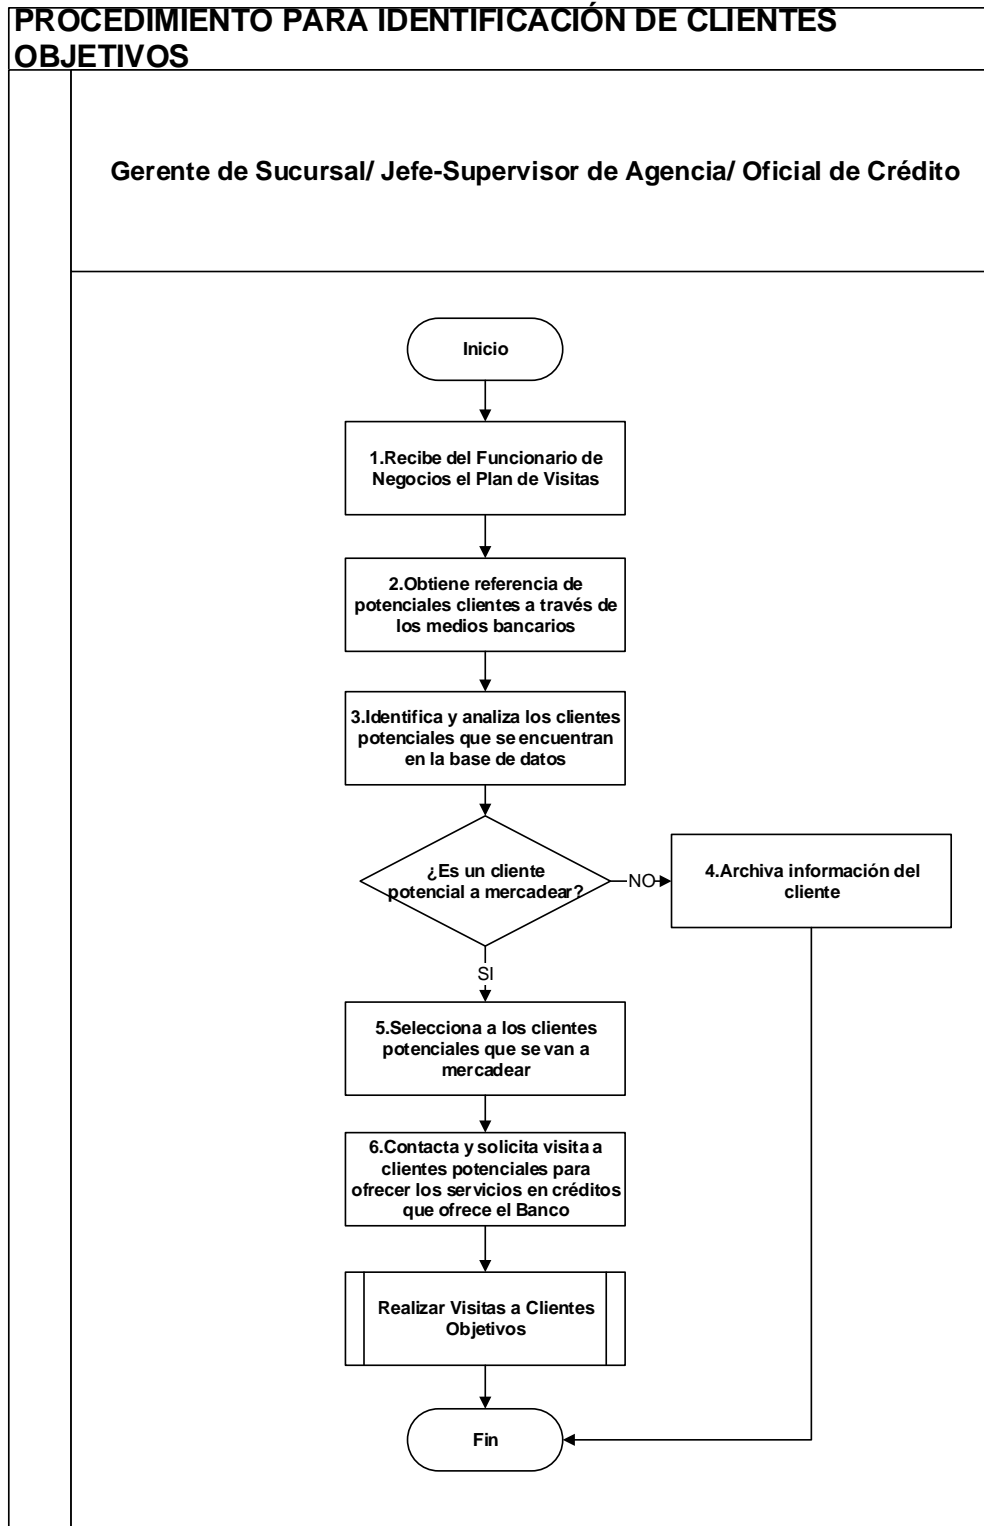 PROCEDIMIENTO PARA IDENTIFICACIÓN DE CLIENTES
OBJETIVOS
Gerente de Sucursal/ Jefe-Supervisor de Agencia/ Oficial de Crédito
Inicio
1.Recibe del Funcionario de
Negocios el Plan de Visitas
2.Obtiene referencia de
potenciales clientes a través de
los medios bancarios
3.Identifica y analiza los clientes
potenciales que se encuentran
en la base de datos
¿Es un cliente
potencial a mercadear?
NO
4.Archiva información del
cliente
SI
5.Selecciona a los clientes
potenciales que se van a
mercadear
6.Contacta y solicita visita a
clientes potenciales para
ofrecer los servicios en créditos
que ofrece el Banco
Realizar Visitas a Clientes
Objetivos
Fin